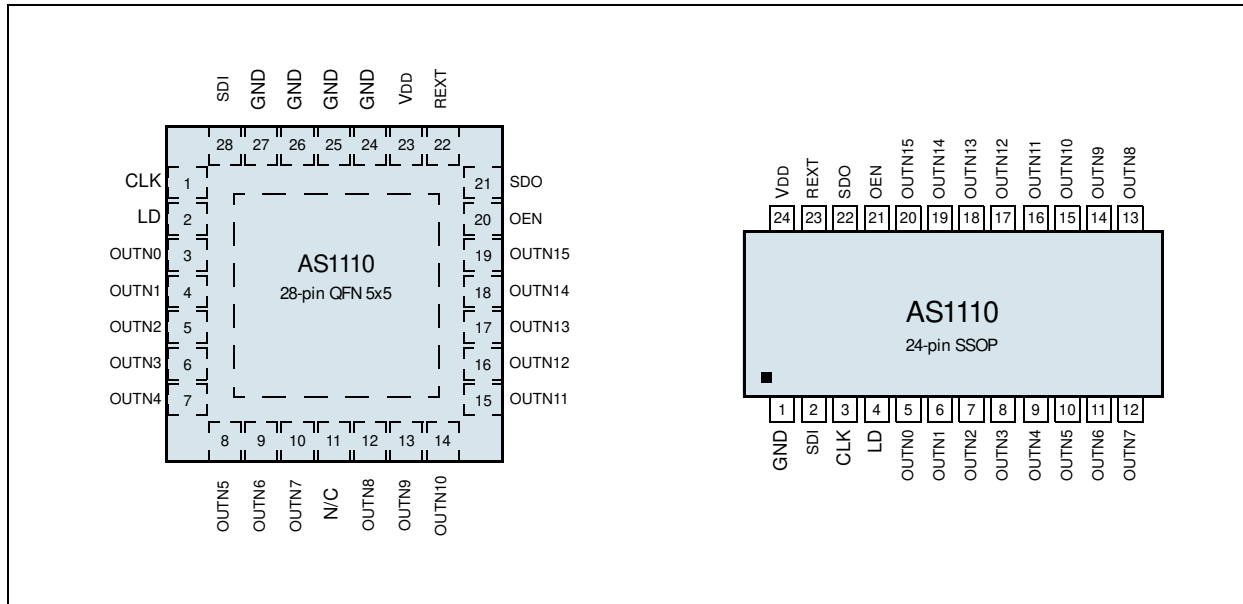 SDI
GND
GND
GND
GND
VDD
REXT
28
27
26
25
24
23
22
CLK 1
LD 2
OUTN0 3
OUTN1 4
OUTN2 5
OUTN3 6
OUTN4 7
21 SDO
20 OEN
19 OUTN15
18 OUTN14
17 OUTN13
16 OUTN12
15 OUTN11
AS1110
28-pin QFN 5x5
8
9
10
11
12
13
14
OUTN5
OUTN6
OUTN7
N/C
OUTN8
OUTN9
OUTN10
VDD
REXT
SDO
OEN
OUTN15
OUTN14
OUTN13
OUTN12
OUTN11
OUTN10
OUTN9
OUTN8
24
23
22
21
20
19
18
17
16
15
14
13
AS1110
24-pin SSOP
1
2
3
4
5
6
7
8
9
10
11
12
GND
SDI
CLK
LD
OUTN0
OUTN1
OUTN2
OUTN3
OUTN4
OUTN5
OUTN6
OUTN7